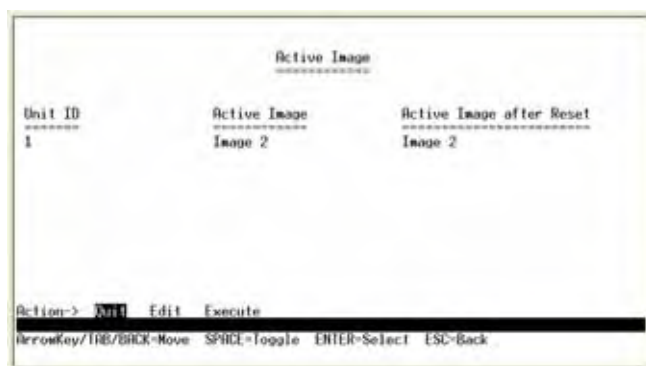 Active Image
Unit ID Active Image Active Image after Reset
1 Image 2 Image 2
Action-> Quit Edit Execute
ArrowKey/TAB/BACK=Move SPACE=Toggle ENTER=Select ESC=Back